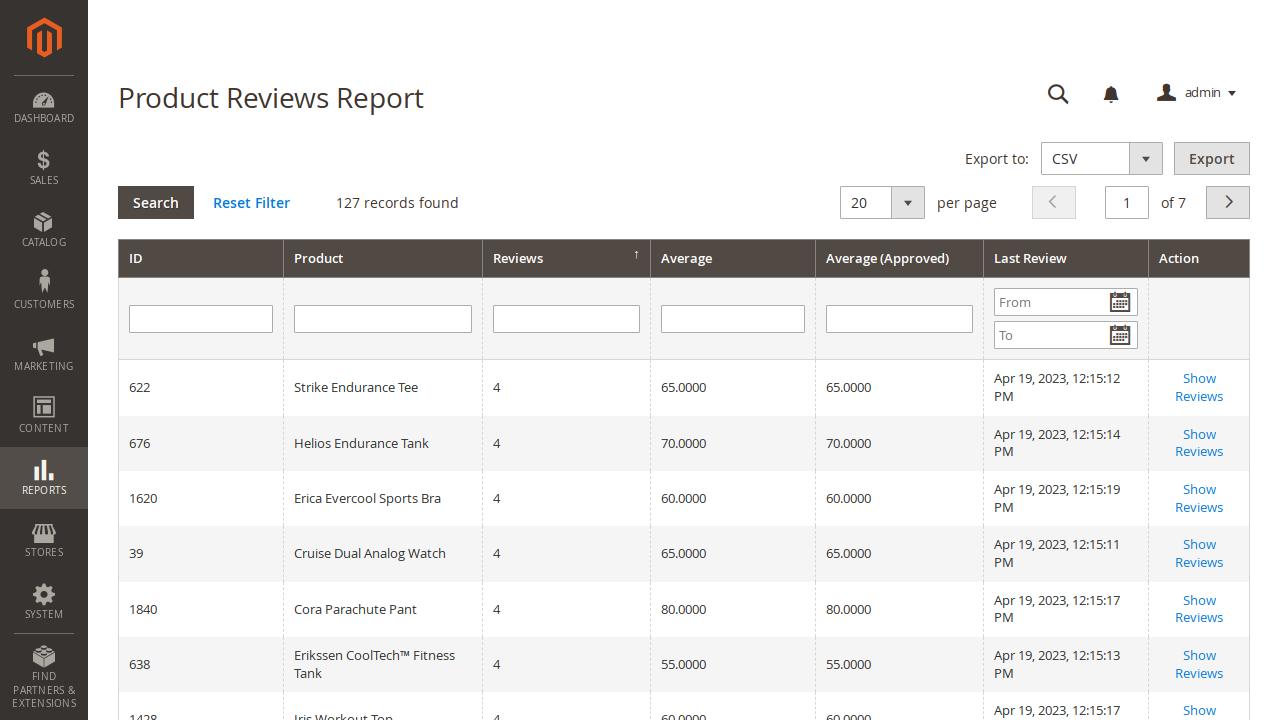 DASHBOARD
SALES
CATALOG
CUSTOMERS
MARKETING
CONTENT
REPORTS
STORES
SYSTEM
FIND
PARTNERS &
EXTENSIONS
Product Reviews Report
admin
Export to: CSV Export
Search Reset Filter 127 records found 20 per page 1 of 7
ID Product Reviews ↑ Average Average (Approved) Last Review Action
From
To
622 Strike Endurance Tee 4 65.0000 65.0000 Apr 19, 2023, 12:15:12 PM Show Reviews
676 Helios Endurance Tank 4 70.0000 70.0000 Apr 19, 2023, 12:15:14 PM Show Reviews
1620 Erica Evercool Sports Bra 4 60.0000 60.0000 Apr 19, 2023, 12:15:19 PM Show Reviews
39 Cruise Dual Analog Watch 4 65.0000 65.0000 Apr 19, 2023, 12:15:11 PM Show Reviews
1840 Cora Parachute Pant 4 80.0000 80.0000 Apr 19, 2023, 12:15:17 PM Show Reviews
638 Erikssen CoolTech™ Fitness Tank 4 55.0000 55.0000 Apr 19, 2023, 12:15:13 PM Show Reviews
1428 Iris Workout Top 4 60.0000 60.0000 Apr 19, 2023, 12:15:17 Show